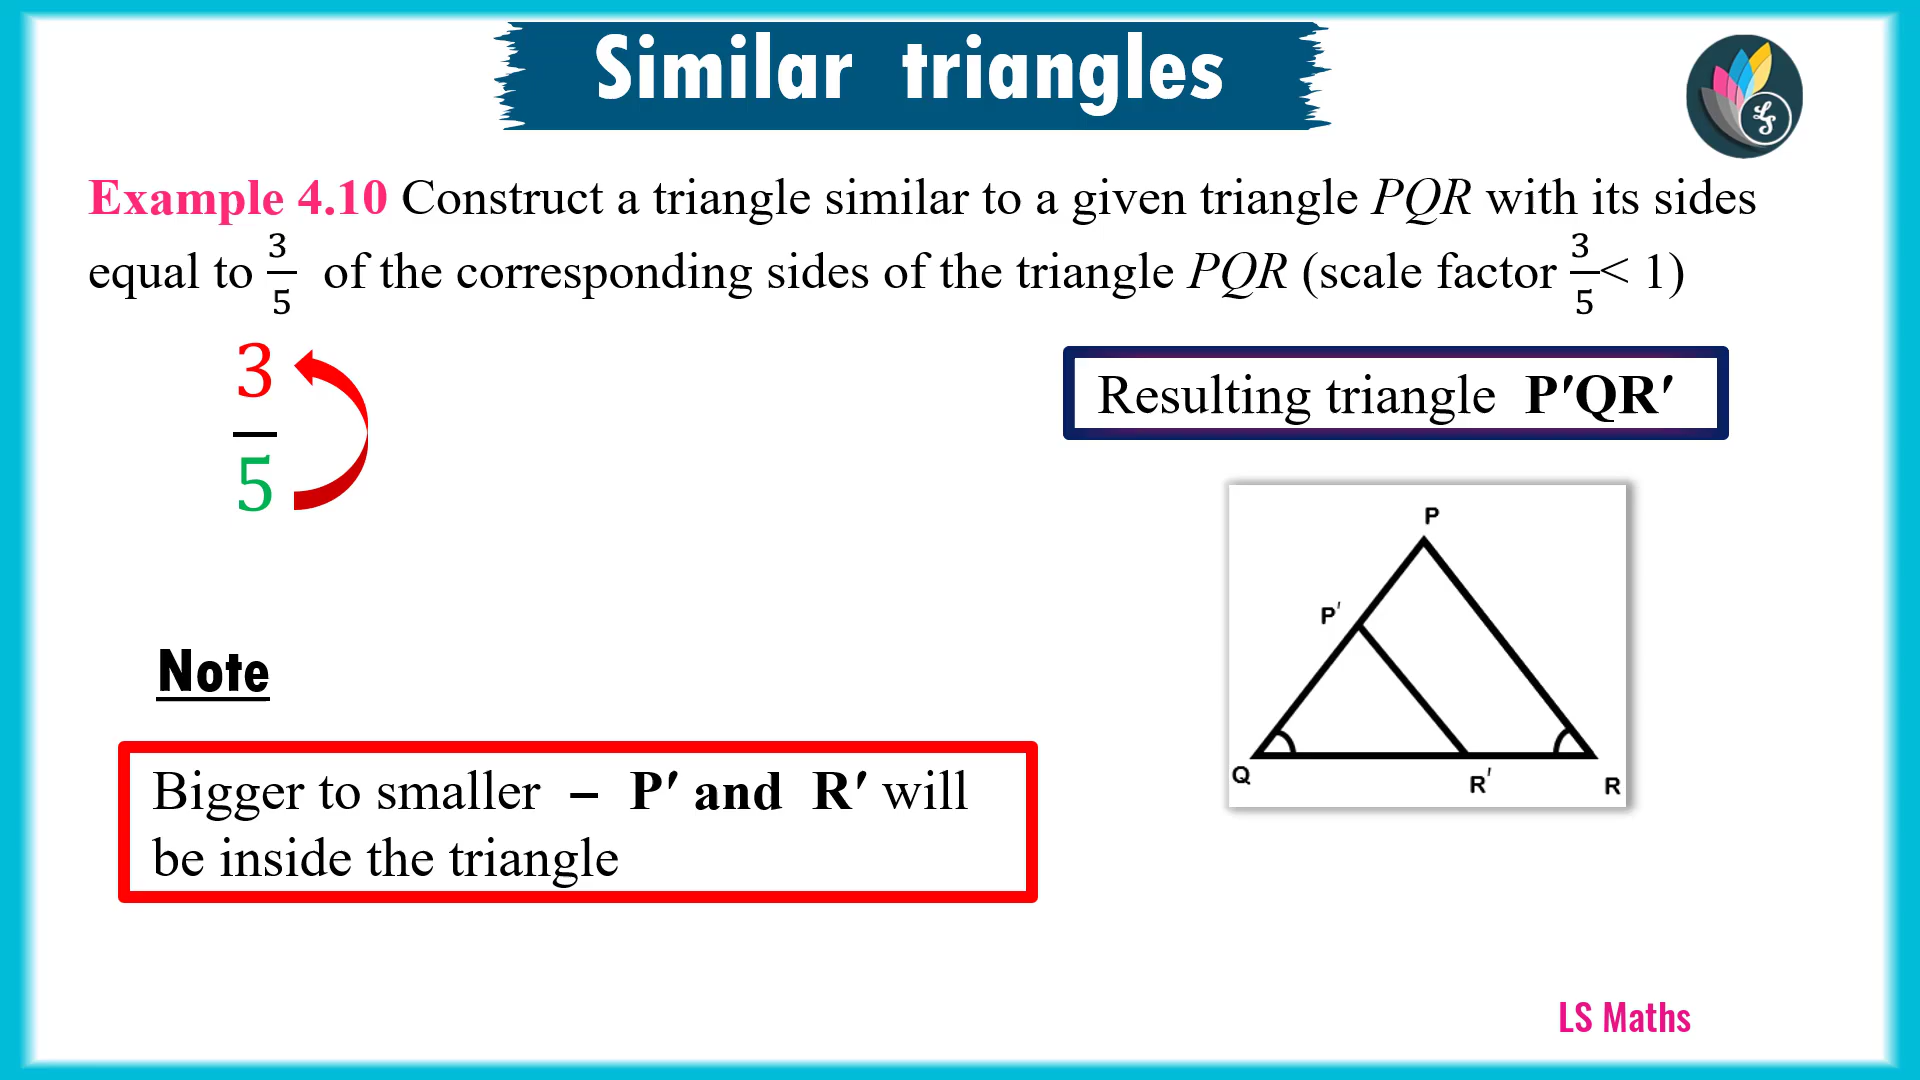 Similar triangles
LS
Example 4.10 Construct a triangle similar to a given triangle PQR with its sides
equal to 3/5 of the corresponding sides of the triangle PQR (scale factor 3/5 < 1)
3
5
Resulting triangle P′QR′
P
P′
Q
R′
R
Note
Bigger to smaller – P′ and R′ will
be inside the triangle
LS Maths